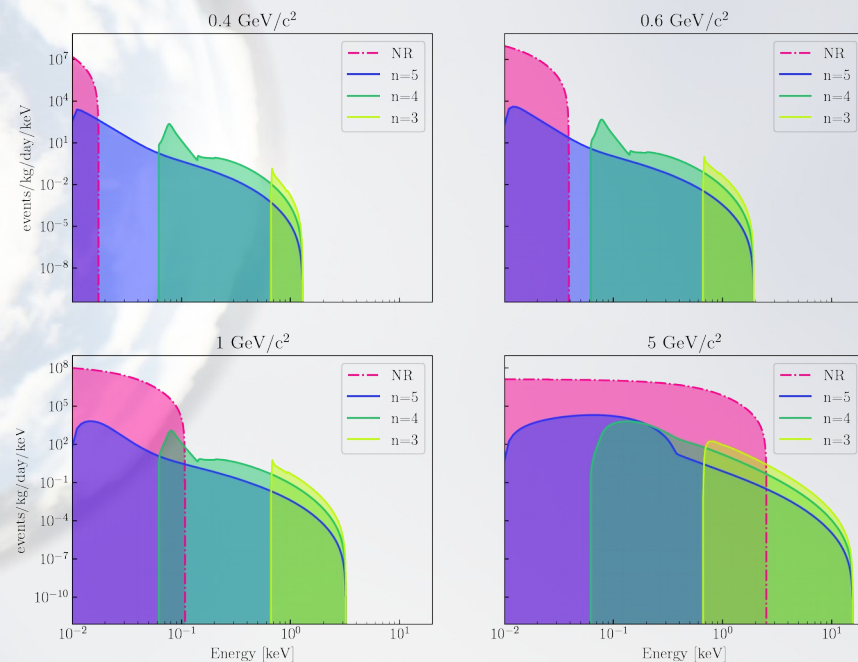 0.4 GeV/c²
0.6 GeV/c²
events/kg/day/keV
10⁷
10⁴
10¹
10⁻²
10⁻⁵
10⁻⁸
NR
n=5
n=4
n=3
NR
n=5
n=4
n=3
1 GeV/c²
5 GeV/c²
events/kg/day/keV
10⁸
10⁵
10²
10⁻¹
10⁻⁴
10⁻⁷
10⁻¹⁰
NR
n=5
n=4
n=3
NR
n=5
n=4
n=3
10⁻² 10⁻¹ 10⁰ 10¹
10⁻² 10⁻¹ 10⁰ 10¹
Energy [keV]
Energy [keV]